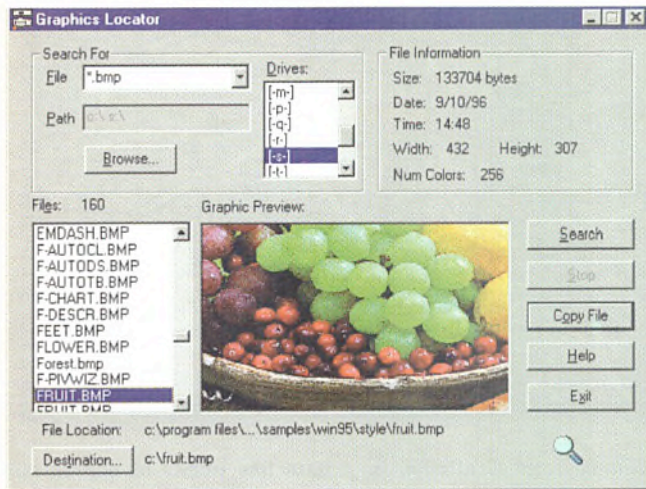 Graphics Locator
Search For
File *.bmp
Path c:\ s:\
Browse...
Drives:
[-m-]
[-p-]
[-q-]
[-r-]
[-s-]
[-t-]
File Information
Size: 133704 bytes
Date: 9/10/96
Time: 14:48
Width: 432 Height: 307
Num Colors: 256
Files: 160
EMDASH.BMP
F-AUTOCL.BMP
F-AUTODS.BMP
F-AUTOTB.BMP
F-CHART.BMP
F-DESCR.BMP
FEET.BMP
FLOWER.BMP
Forest.bmp
F-PIVWIZ.BMP
FRUIT.BMP
FRUIT.BMP
Graphic Preview:
Search
Stop
Copy File
Help
Exit
File Location: c:\program files\...\samples\win95\style\fruit.bmp
Destination... c:\fruit.bmp